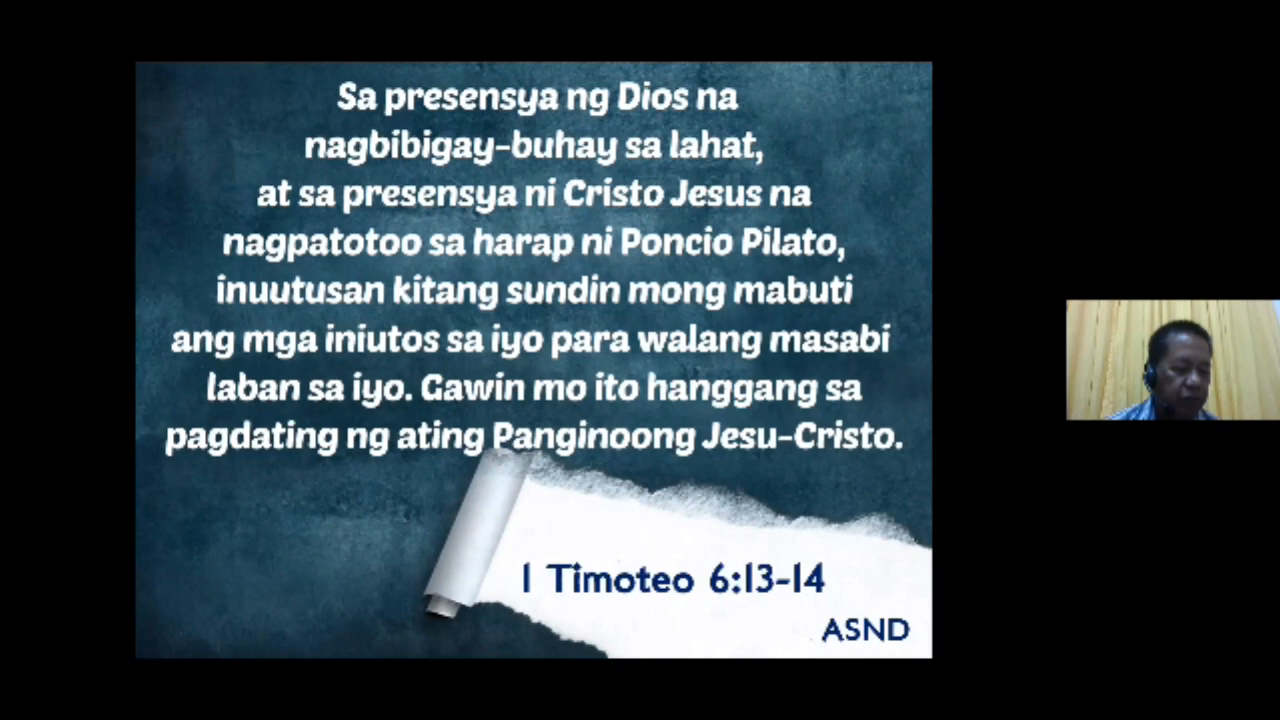 Sa presensya ng Dios na
nagbibigay-buhay sa lahat,
at sa presensya ni Cristo Jesus na
nagpatotoo sa harap ni Poncio Pilato,
inuutusan kitang sundin mong mabuti
ang mga iniutos sa iyo para walang masabi
laban sa iyo. Gawin mo ito hanggang sa
pagdating ng ating Panginoong Jesu-Cristo.
1 Timoteo 6:13-14
ASND